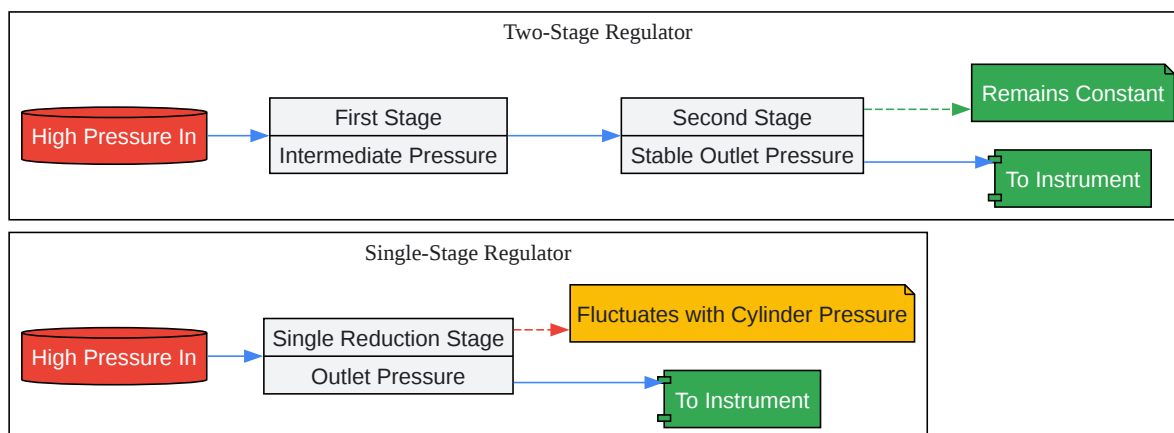 Two-Stage Regulator
High Pressure In
First Stage
Intermediate Pressure
Second Stage
Stable Outlet Pressure
Remains Constant
To Instrument
Single-Stage Regulator
High Pressure In
Single Reduction Stage
Outlet Pressure
Fluctuates with Cylinder Pressure
To Instrument